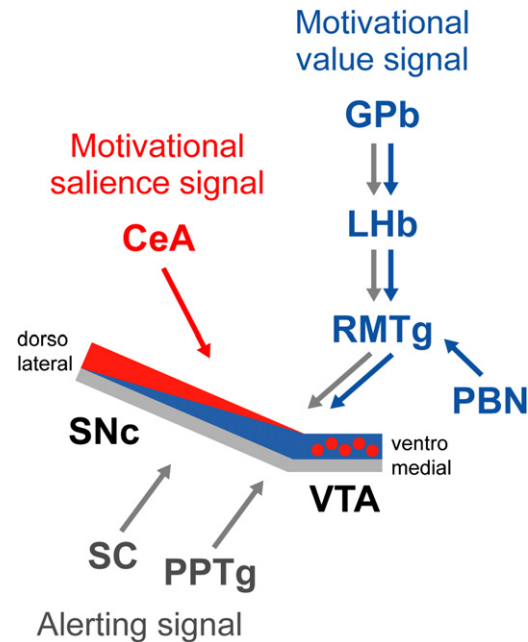 Motivational
value signal
GPb
Motivational
salience signal
LHb
CeA
RMTg
dorso
lateral
PBN
SNc
ventro
medial
VTA
SC
PPTg
Alerting signal